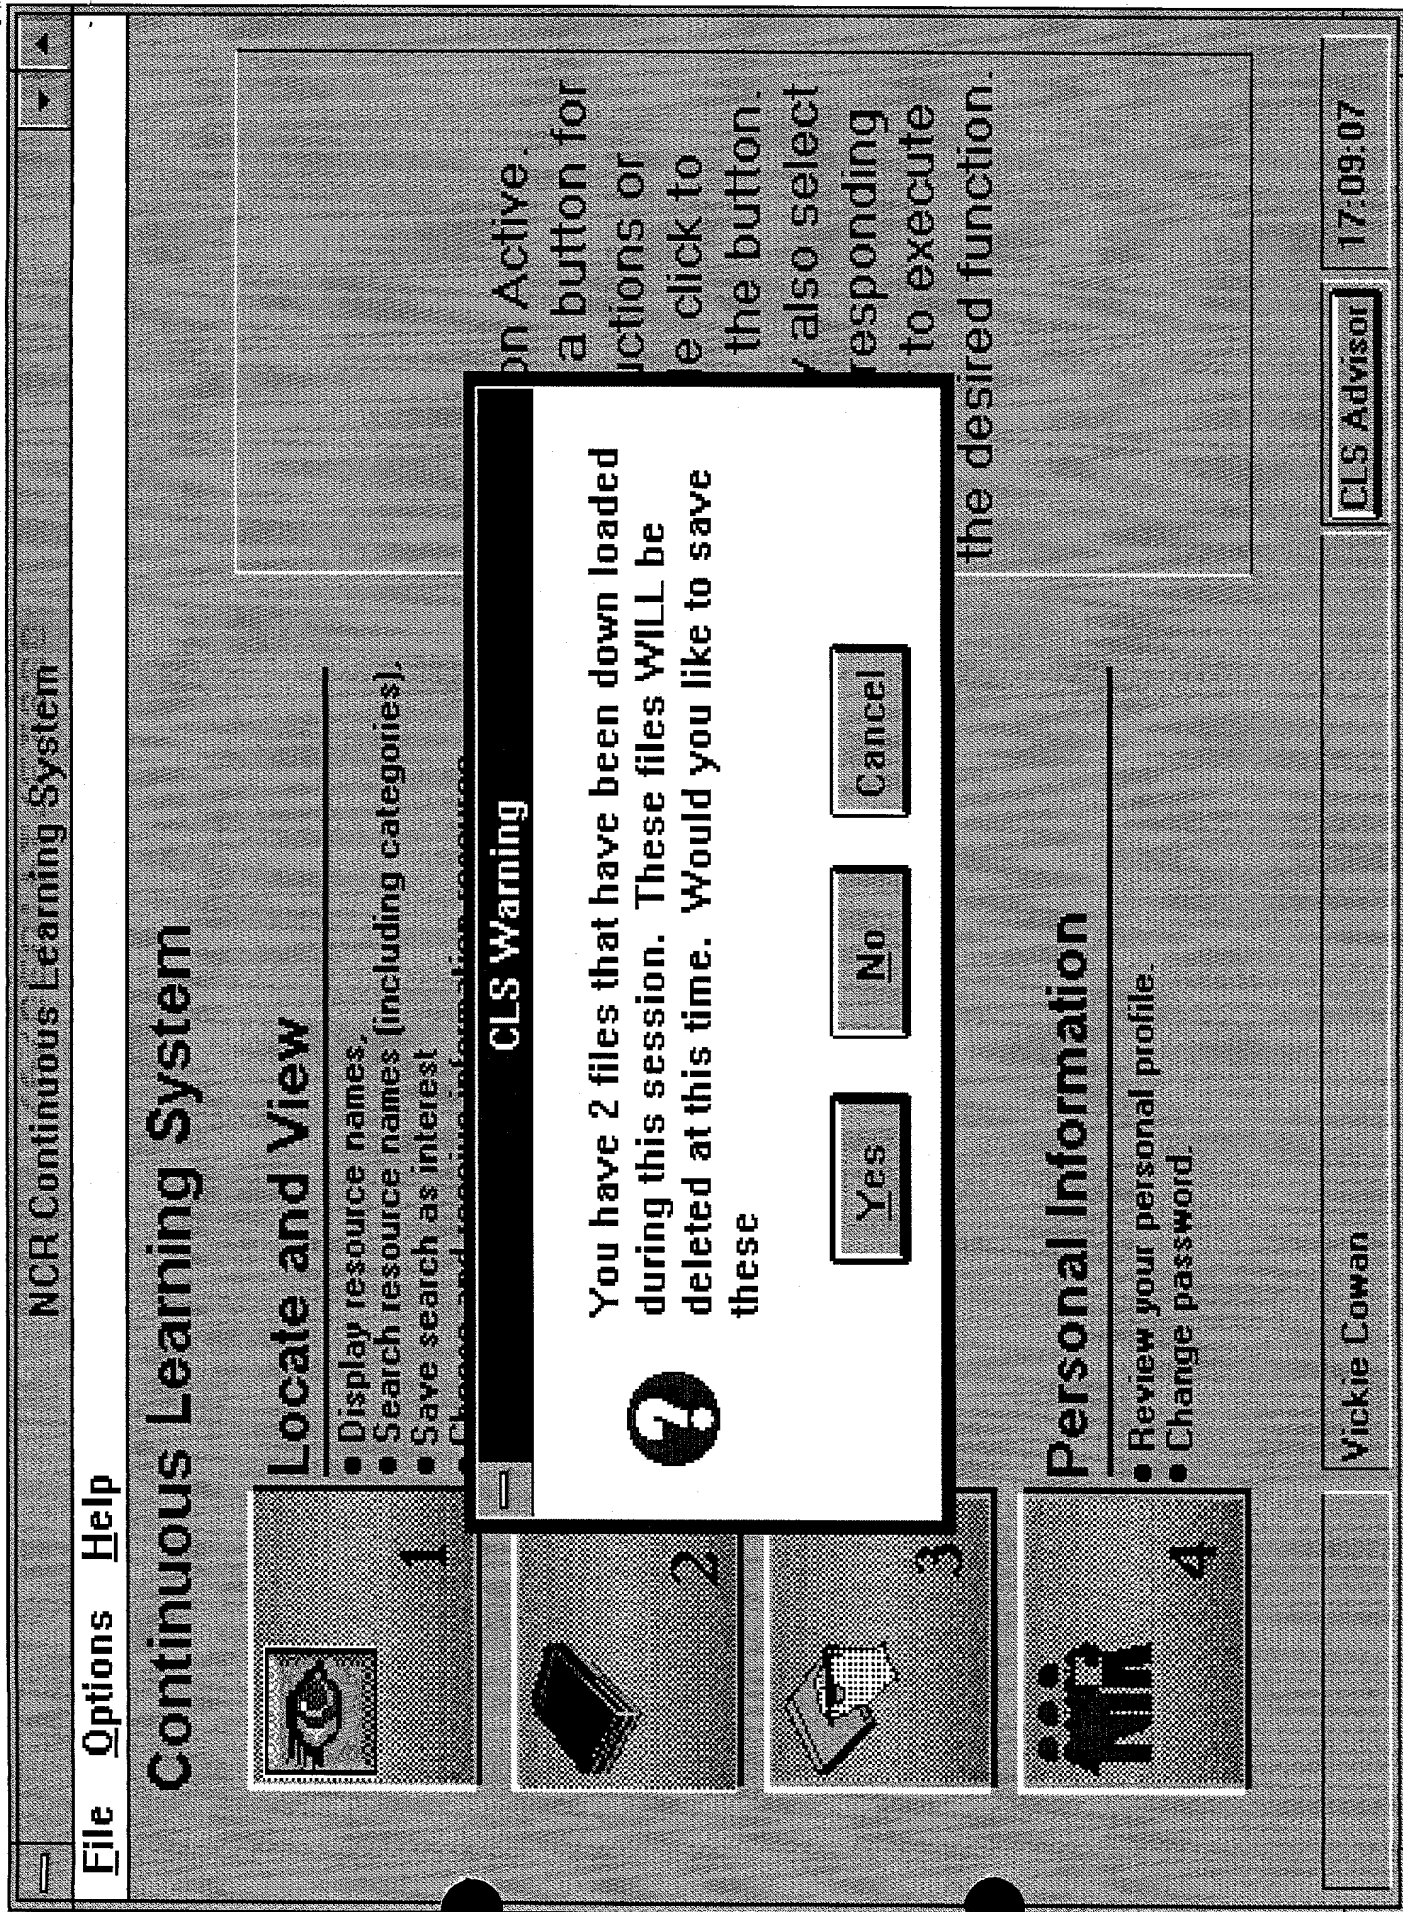 NCR Continuous Learning System
File Options Help
Continuous Learning System
1
Locate and View
• Display resource names,
• Search resource names (including categories),
• Save search as interest
2
3
on Active.
a button for
uctions or
e click to
the button.
also select
responding
to execute
the desired function.
CLS Warning
?
You have 2 files that have been down loaded
during this session. These files WILL be
deleted at this time. Would you like to save
these
Yes No Cancel
4
Personal Information
• Review your personal profile.
• Change password.
Vickie Cowan CLS Advisor 17:09:07